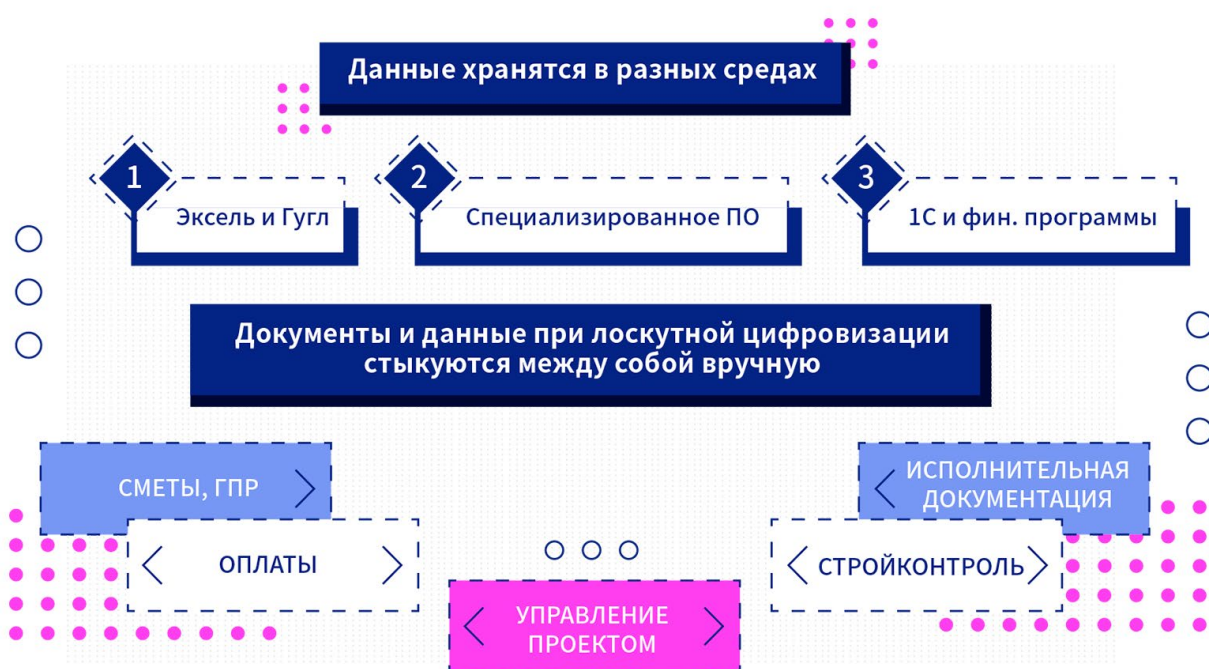 Данные хранятся в разных средах
1
Эксель и Гугл
2
Специализированное ПО
3
1С и фин. программы
Документы и данные при лоскутной цифровизации
стыкуются между собой вручную
СМЕТЫ, ГПР
ОПЛАТЫ
УПРАВЛЕНИЕ
ПРОЕКТОМ
СТРОЙКОНТРОЛЬ
ИСПОЛНИТЕЛЬНАЯ
ДОКУМЕНТАЦИЯ